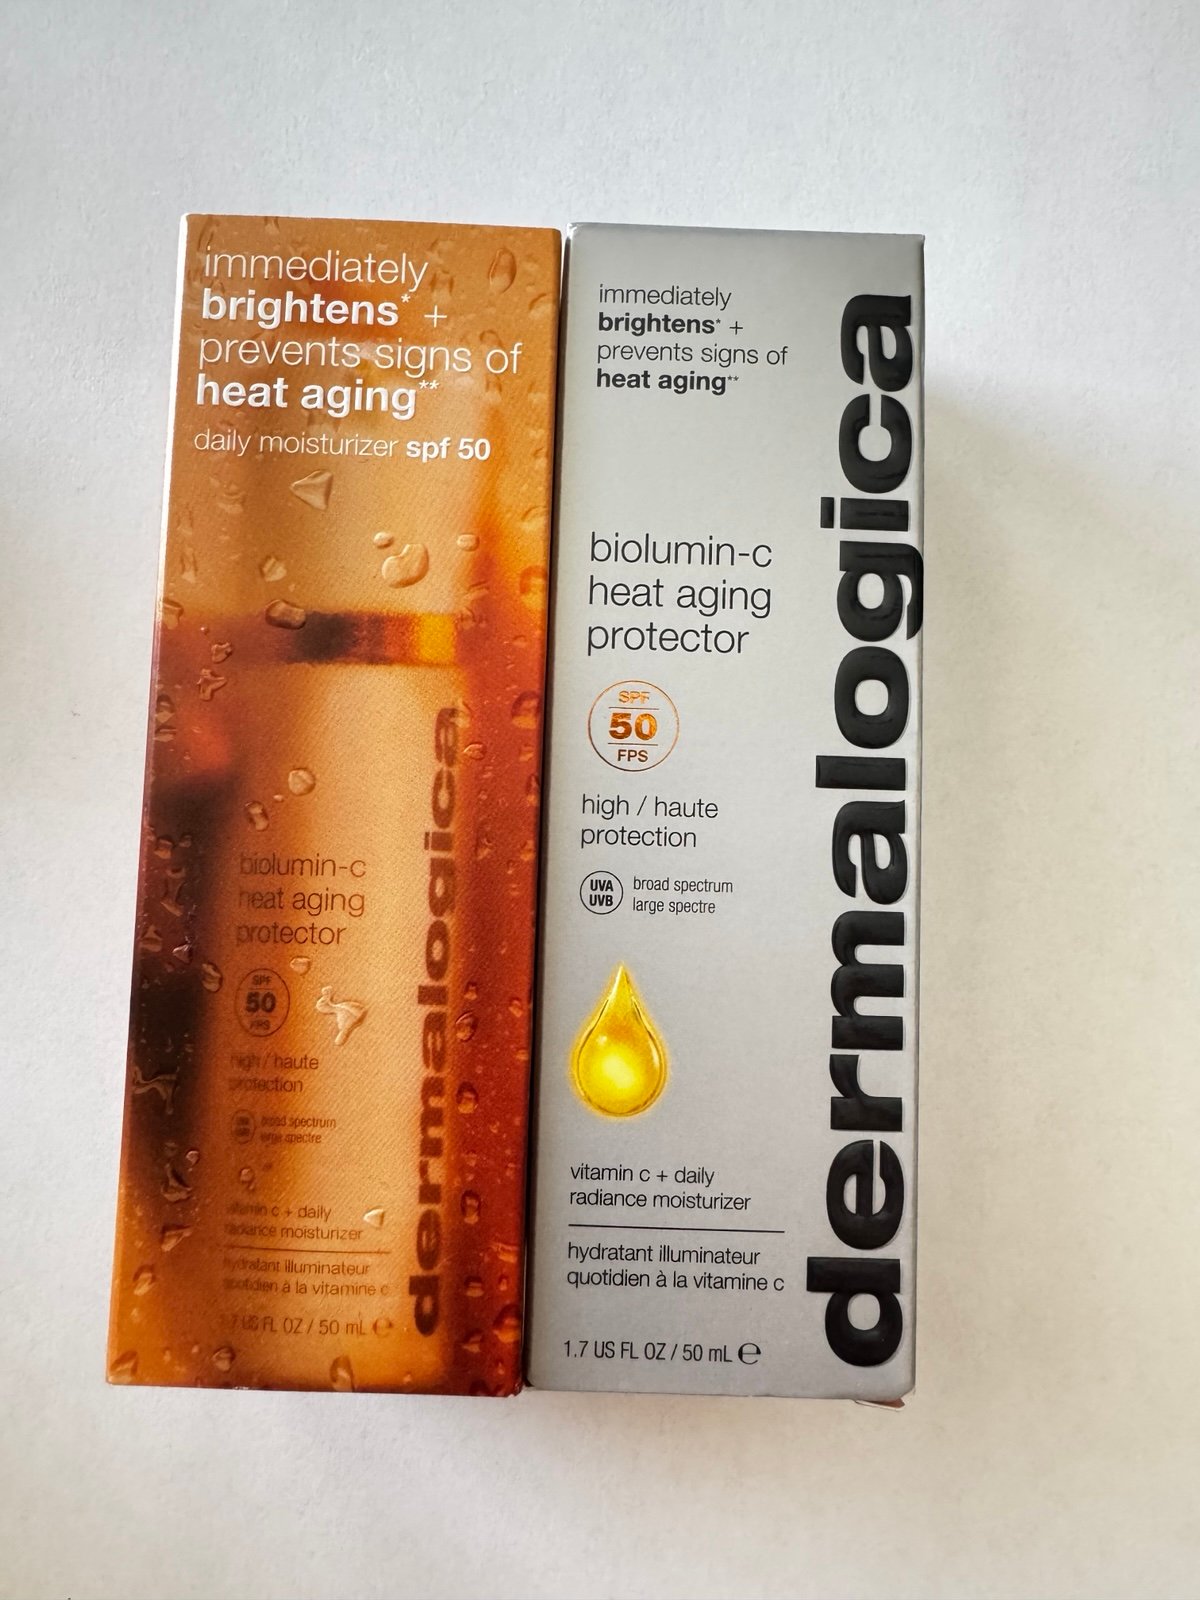 immediately
brightens* +
prevents signs of
heat aging**
daily moisturizer spf 50
biolumin-c
heat aging
protector
SPF
50
FPS
high / haute
protection
UVA
UVB
broad spectrum
large spectre
vitamin c + daily
radiance moisturizer
hydratant illuminateur
quotidien à la vitamine c
1.7 US FL OZ / 50 mL e
dermalogica
immediately
brightens* +
prevents signs of
heat aging**
biolumin-c
heat aging
protector
SPF
50
FPS
high / haute
protection
UVA
UVB
broad spectrum
large spectre
vitamin c + daily
radiance moisturizer
hydratant illuminateur
quotidien à la vitamine c
1.7 US FL OZ / 50 mL e
dermalogica